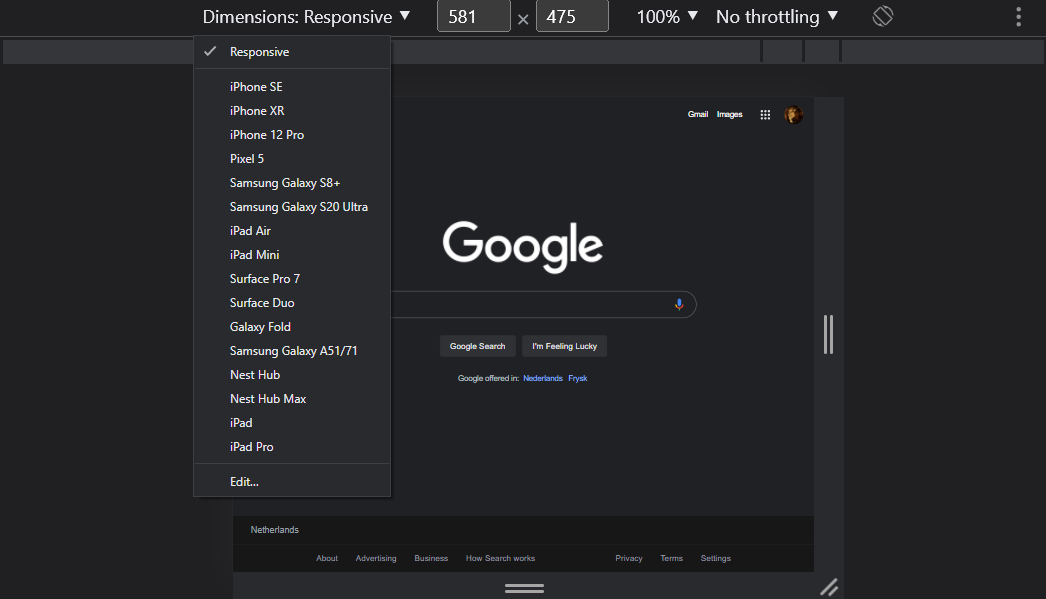 Dimensions: Responsive ▼ 581 × 475 100% ▼ No throttling ▼
✓ Responsive
iPhone SE
iPhone XR
iPhone 12 Pro
Pixel 5
Samsung Galaxy S8+
Samsung Galaxy S20 Ultra
iPad Air
iPad Mini
Surface Pro 7
Surface Duo
Galaxy Fold
Samsung Galaxy A51/71
Nest Hub
Nest Hub Max
iPad
iPad Pro
Edit...
Gmail Images
Google
Google Search I'm Feeling Lucky
Google offered in: Nederlands Frysk
Netherlands
About Advertising Business How Search works Privacy Terms Settings